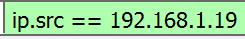 ip.src == 192.168.1.19